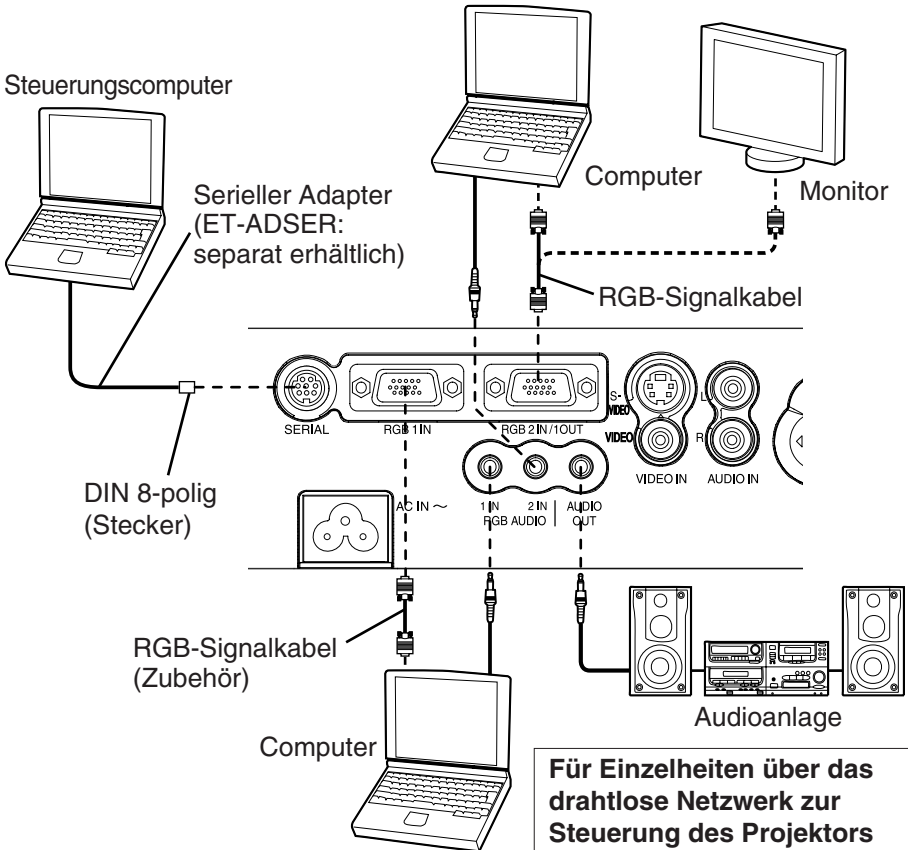 Steuerungscomputer
Serieller Adapter
(ET-ADSER:
separat erhältlich)
Computer
Monitor
RGB-Signalkabel
SERIAL
RGB 1 IN
RGB 2 IN/1 OUT
S-
VIDEO
VIDEO
L
R
VIDEO IN
AUDIO IN
DIN 8-polig
(Stecker)
AC IN ~
1 IN
2 IN
AUDIO
RGB AUDIO
OUT
RGB-Signalkabel
(Zubehör)
Computer
Audioanlage
Für Einzelheiten über das
drahtlose Netzwerk zur
Steuerung des Projektors